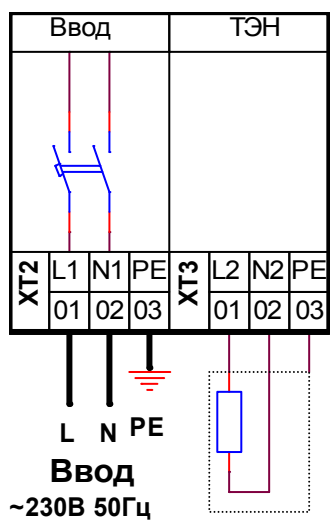 Ввод ТЭН
XT2 L1 N1 PE XT3 L2 N2 PE
01 02 03 01 02 03
L N PE
Ввод
~230В 50Гц